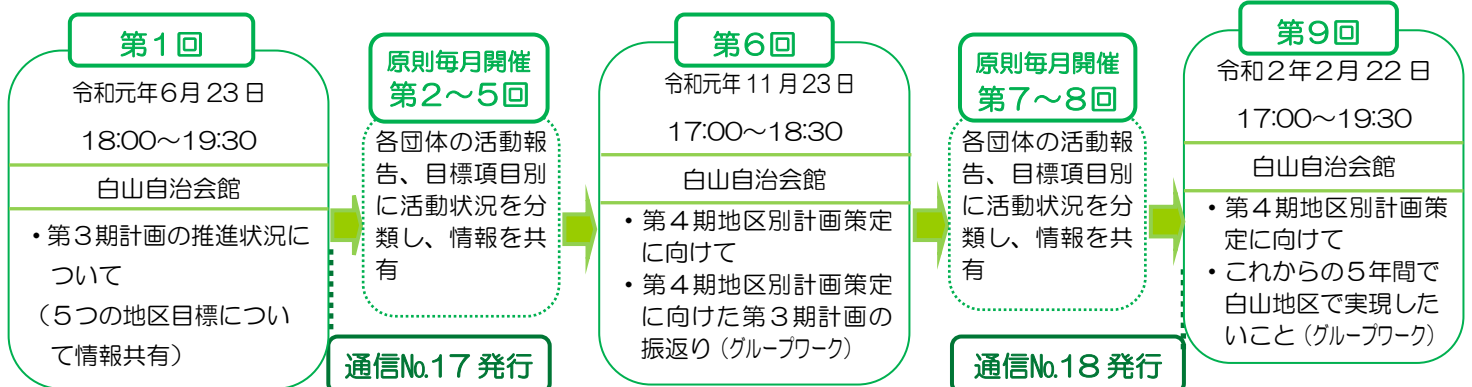 第1回
令和元年6月23日
18:00～19:30
白山自治会館
・第3期計画の推進状況に
ついて
（5つの地区目標につい
て情報共有）
原則毎月開催
第2～5回
各団体の活動報
告、目標項目別
に活動状況を分
類し、情報を共
有
通信№17 発行
第6回
令和元年11月23日
17:00～18:30
白山自治会館
・第4期地区別計画策定
に向けて
・第4期地区別計画策定
に向けた第3期計画の
振返り（グループワーク）
原則毎月開催
第7～8回
各団体の活動報
告、目標項目別
に活動状況を分
類し、情報を共
有
通信№18 発行
第9回
令和2年2月22日
17:00～19:30
白山自治会館
・第4期地区別計画策
定に向けて
・これからの5年間で
白山地区で実現した
いこと（グループワーク）